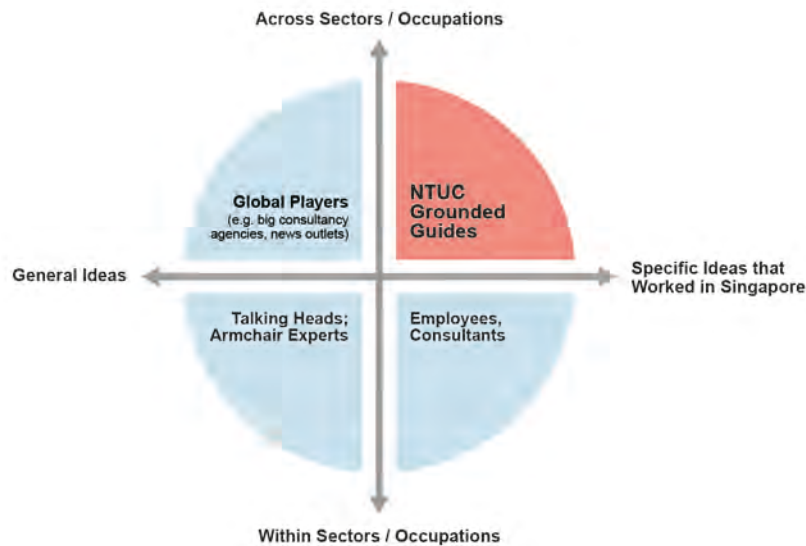 Across Sectors / Occupations
Global Players
(e.g. big consultancy
agencies, news outlets)
NTUC
Grounded
Guides
General Ideas
Specific Ideas that
Worked in Singapore
Talking Heads;
Armchair Experts
Employees,
Consultants
Within Sectors / Occupations